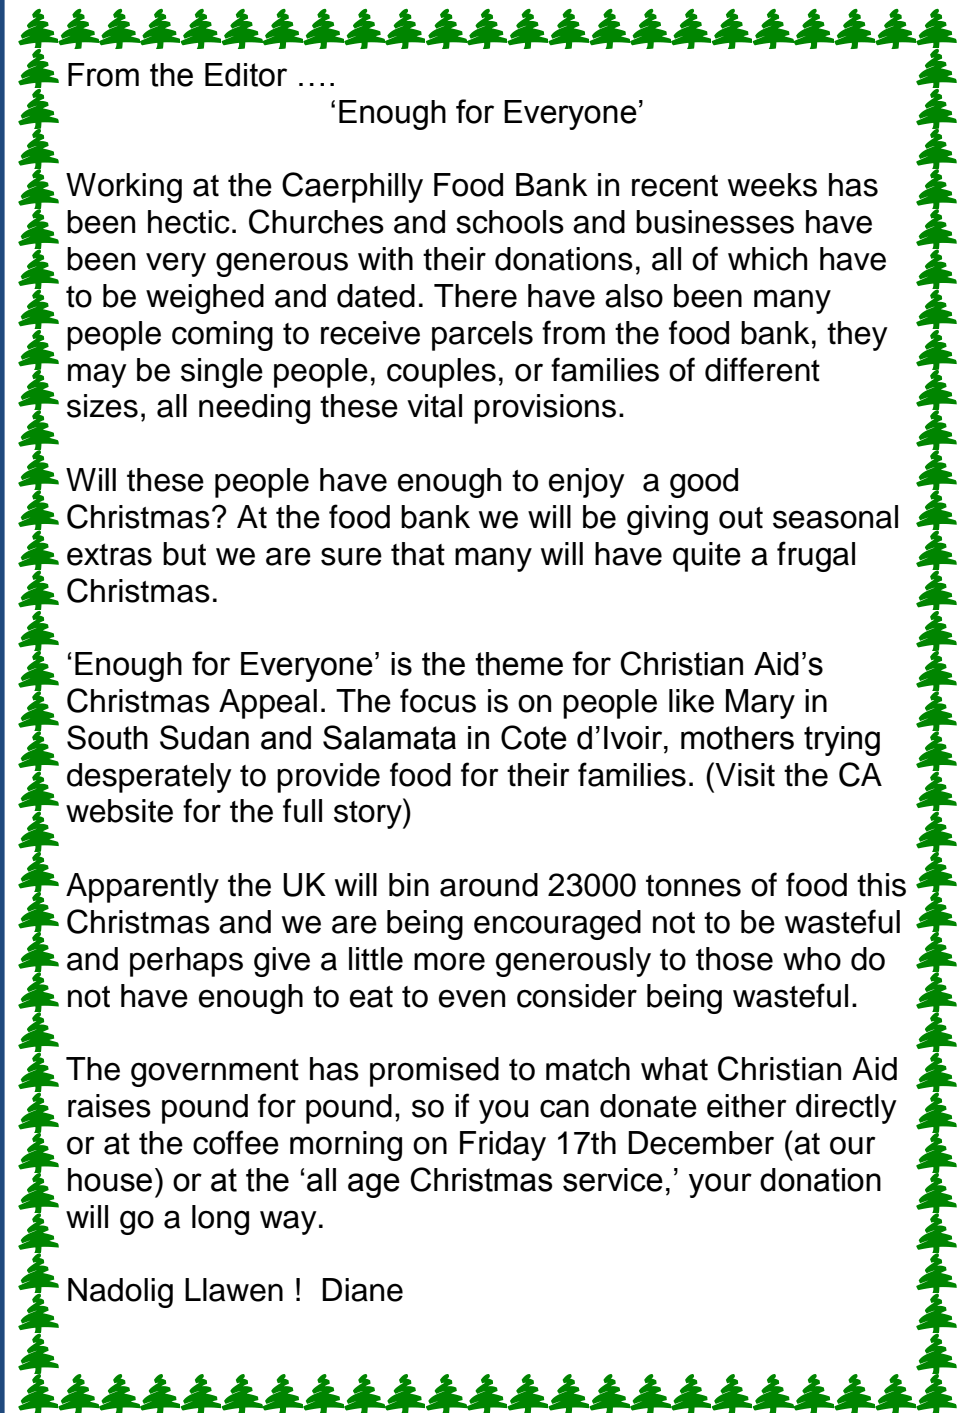 From the Editor ….
‘Enough for Everyone’
Working at the Caerphilly Food Bank in recent weeks has
been hectic. Churches and schools and businesses have
been very generous with their donations, all of which have
to be weighed and dated. There have also been many
people coming to receive parcels from the food bank, they
may be single people, couples, or families of different
sizes, all needing these vital provisions.
Will these people have enough to enjoy  a good
Christmas? At the food bank we will be giving out seasonal
extras but we are sure that many will have quite a frugal
Christmas.
‘Enough for Everyone’ is the theme for Christian Aid’s
Christmas Appeal. The focus is on people like Mary in
South Sudan and Salamata in Cote d’Ivoir, mothers trying
desperately to provide food for their families. (Visit the CA
website for the full story)
Apparently the UK will bin around 23000 tonnes of food this
Christmas and we are being encouraged not to be wasteful
and perhaps give a little more generously to those who do
not have enough to eat to even consider being wasteful.
The government has promised to match what Christian Aid
raises pound for pound, so if you can donate either directly
or at the coffee morning on Friday 17th December (at our
house) or at the ‘all age Christmas service,’ your donation
will go a long way.
Nadolig Llawen !  Diane